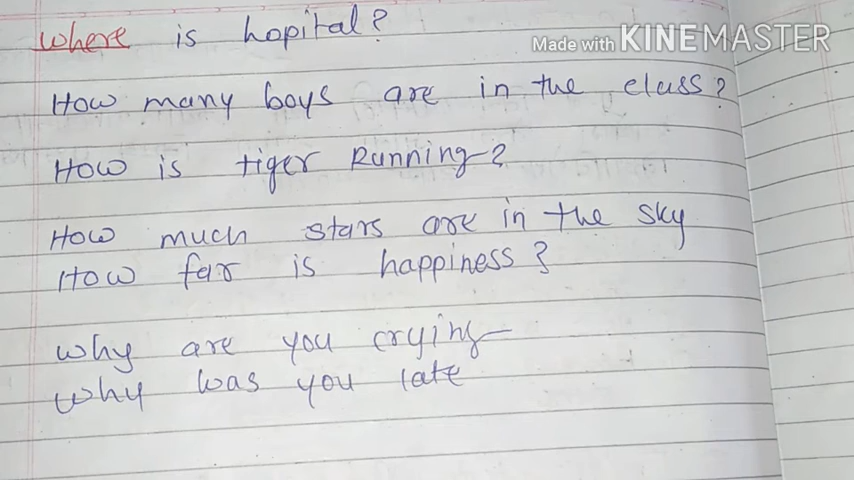 Where is hopital?
Made with KINEMASTER
How many boys are in the class?
How is tiger Running?
How much stars are in the sky
How far is happiness?
Why are you crying
Why was you late